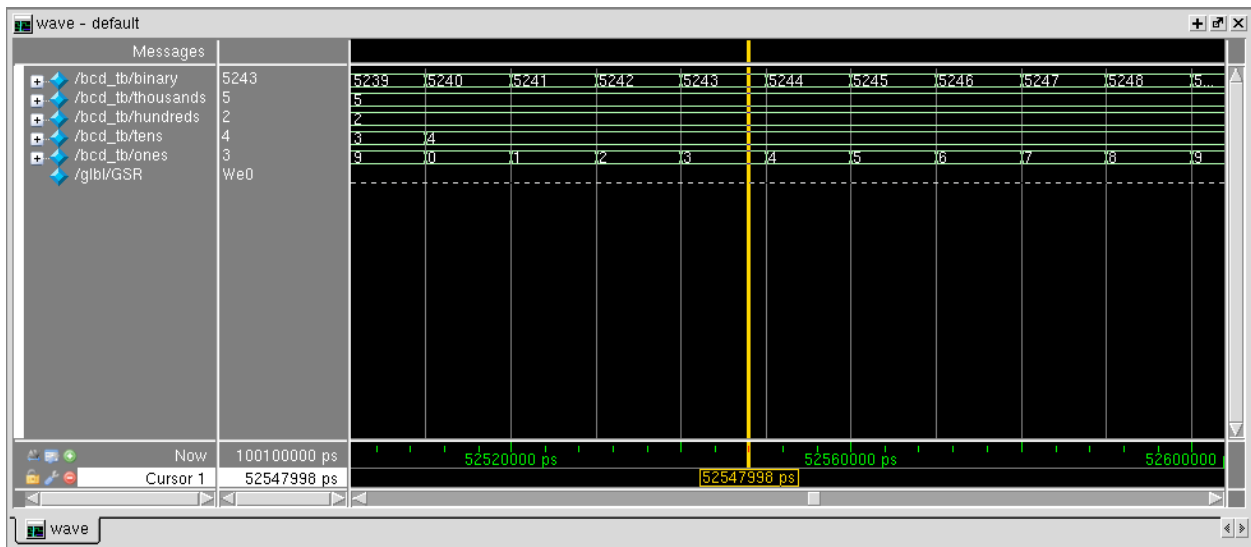 wave - default
Messages
/bcd_tb/binary 5243 5239 5240 5241 5242 5243 5244 5245 5246 5247 5248 5...
/bcd_tb/thousands 5 5
/bcd_tb/hundreds 2 2
/bcd_tb/tens 4 3 4
/bcd_tb/ones 3 9 0 1 2 3 4 5 6 7 8 9
/glbl/GSR We0
Now 100100000 ps 52520000 ps 52560000 ps 52600000
Cursor 1 52547998 ps 52547998 ps
wave